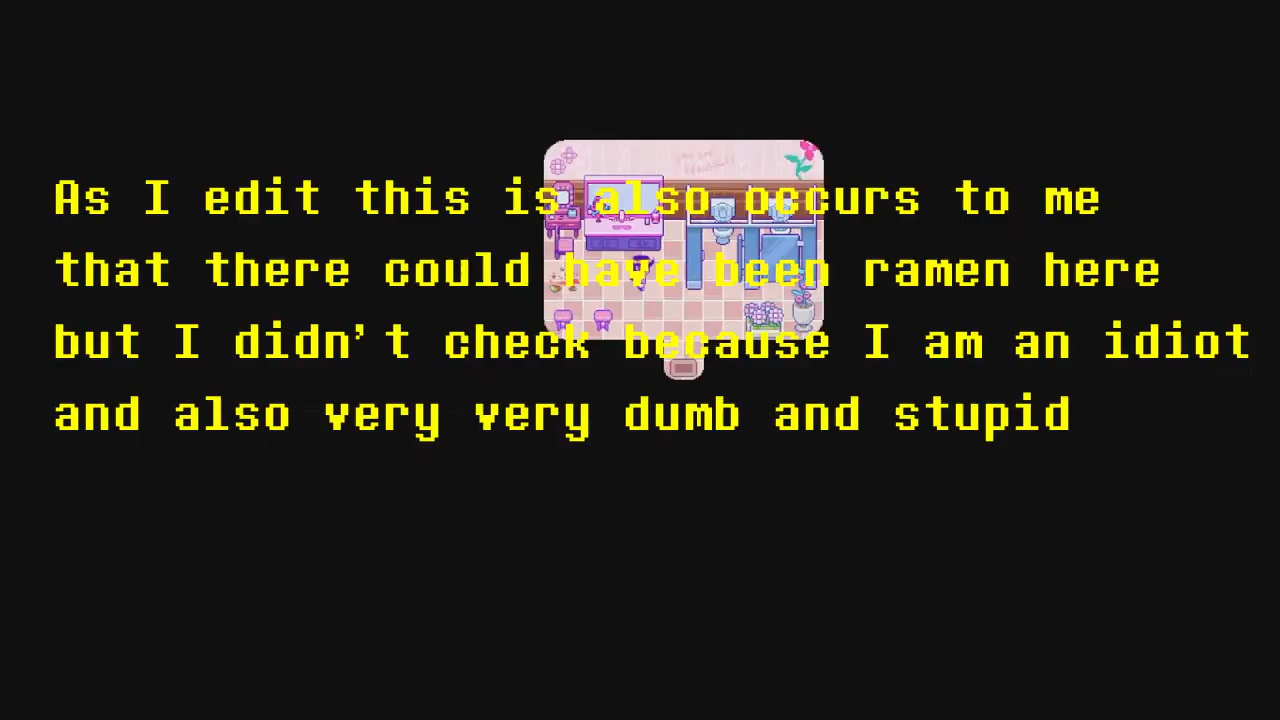 As I edit this is also occurs to me
that there could have been ramen here
but I didn't check because I am an idiot
and also very very dumb and stupid